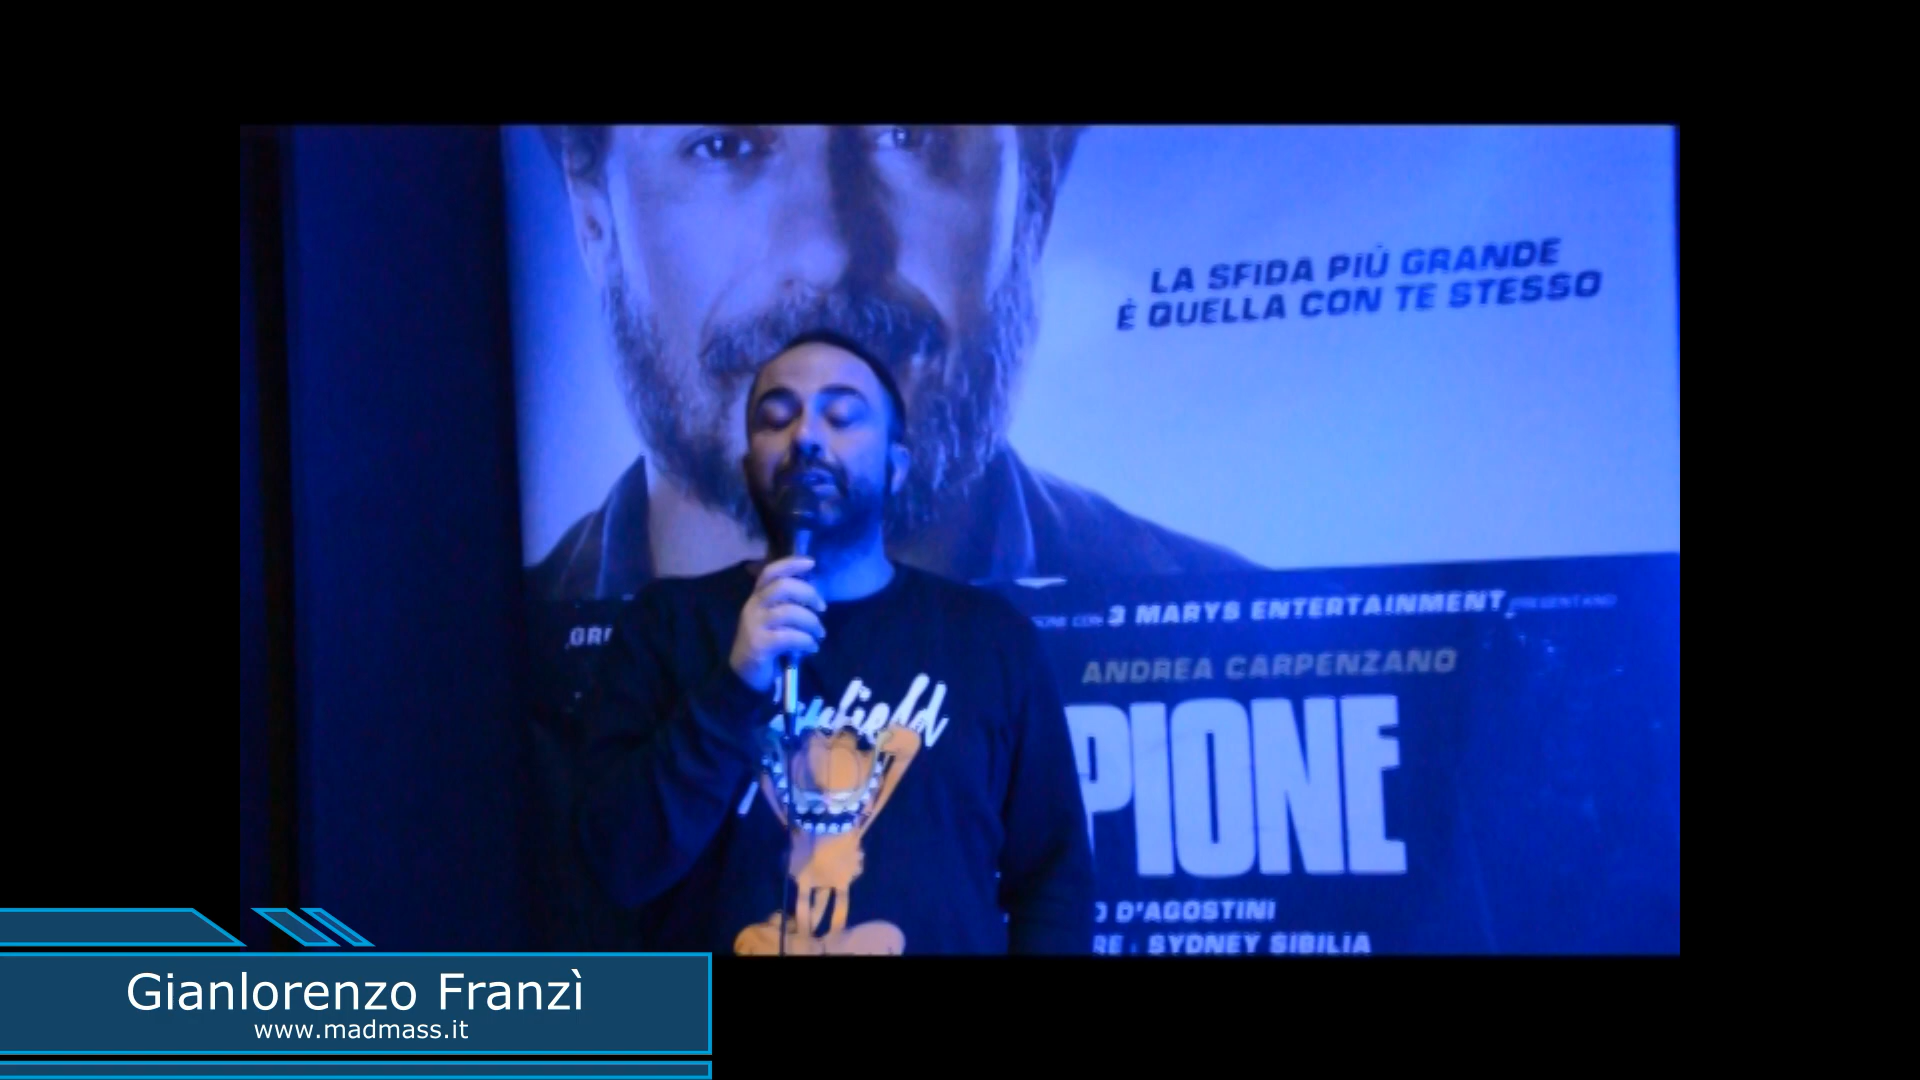 LA SFIDA PIÙ GRANDE
È QUELLA CON TE STESSO
3 MARYS ENTERTAINMENT PRESENTANO
ANDREA CARPENZANO
PIONE
D'AGOSTINI
SYDNEY SIBILIA
Gianlorenzo Franzì
www.madmass.it